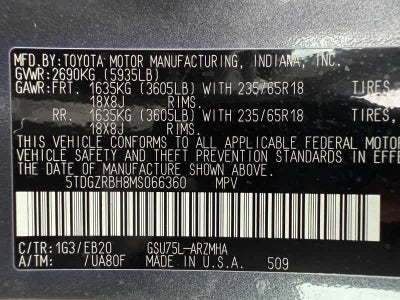 MFD.BY:TOYOTA MOTOR MANUFACTURING, INDIANA, INC.
GVWR:2690KG (5935LB)
GAWR:FRT. 1635KG (3605LB) WITH 235/65R18 TIRES,
18X8J RIMS.
RR. 1635KG (3605LB) WITH 235/65R18 TIRES,
18X8J RIMS.
THIS VEHICLE CONFORMS TO ALL APPLICABLE FEDERAL MOTOR
VEHICLE SAFETY AND BUMPER STANDARDS IN EFFE
THE DATE OF MANUFACTURE SHOWN ABOVE.
5TDGZRBH8MS066360 MPV
C/TR:1G3/EB20 GSU75L-ARZMHA
A/TM: /UA80F MADE IN U.S.A. 509